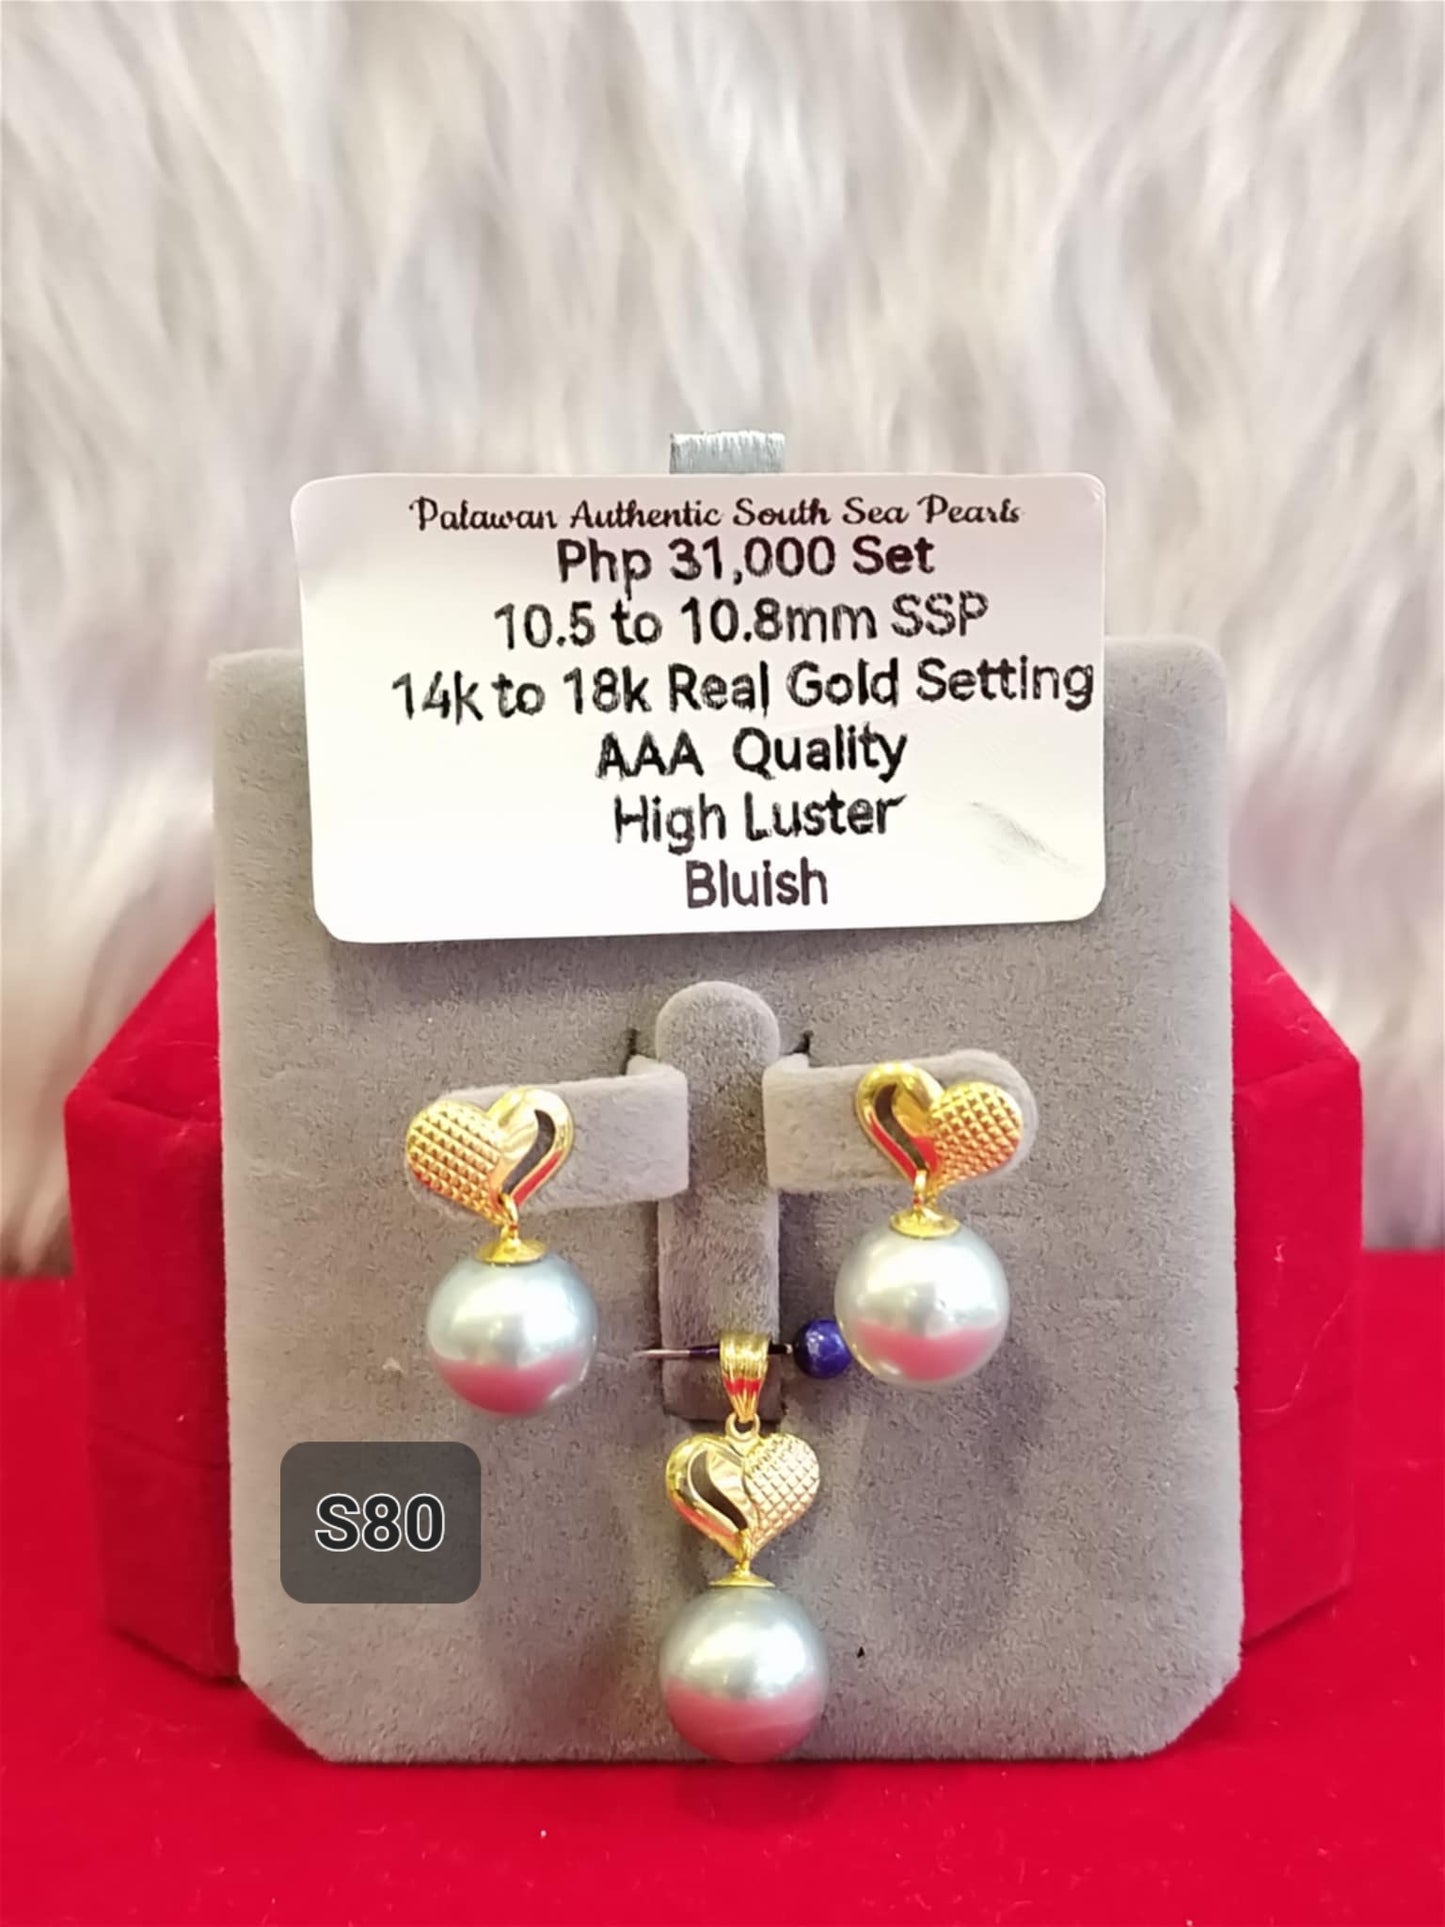 Palawan Authentic South Sea Pearls
Php 31,000 Set
10.5 to 10.8mm SSP
14k to 18k Real Gold Setting
AAA Quality
High Luster
Bluish
S80